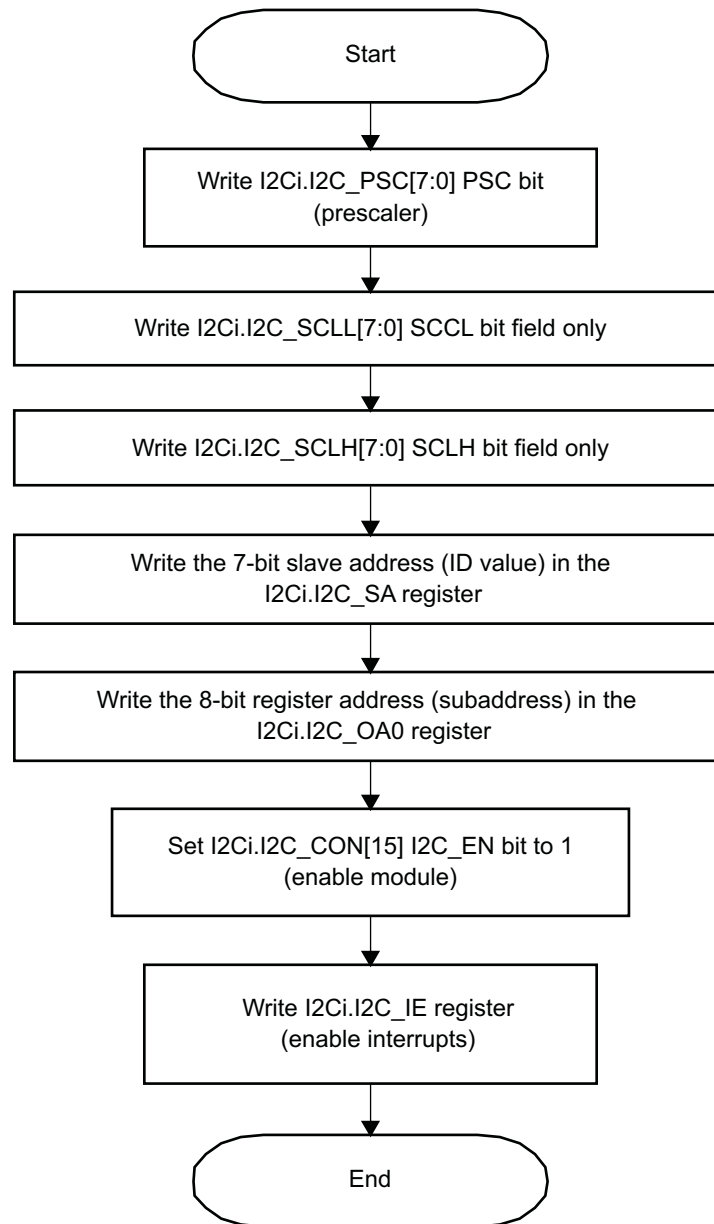 Start
Write I2Ci.I2C_PSC[7:0] PSC bit
(prescaler)
Write I2Ci.I2C_SCLL[7:0] SCCL bit field only
Write I2Ci.I2C_SCLH[7:0] SCLH bit field only
Write the 7-bit slave address (ID value) in the
I2Ci.I2C_SA register
Write the 8-bit register address (subaddress) in the
I2Ci.I2C_OA0 register
Set I2Ci.I2C_CON[15] I2C_EN bit to 1
(enable module)
Write I2Ci.I2C_IE register
(enable interrupts)
End